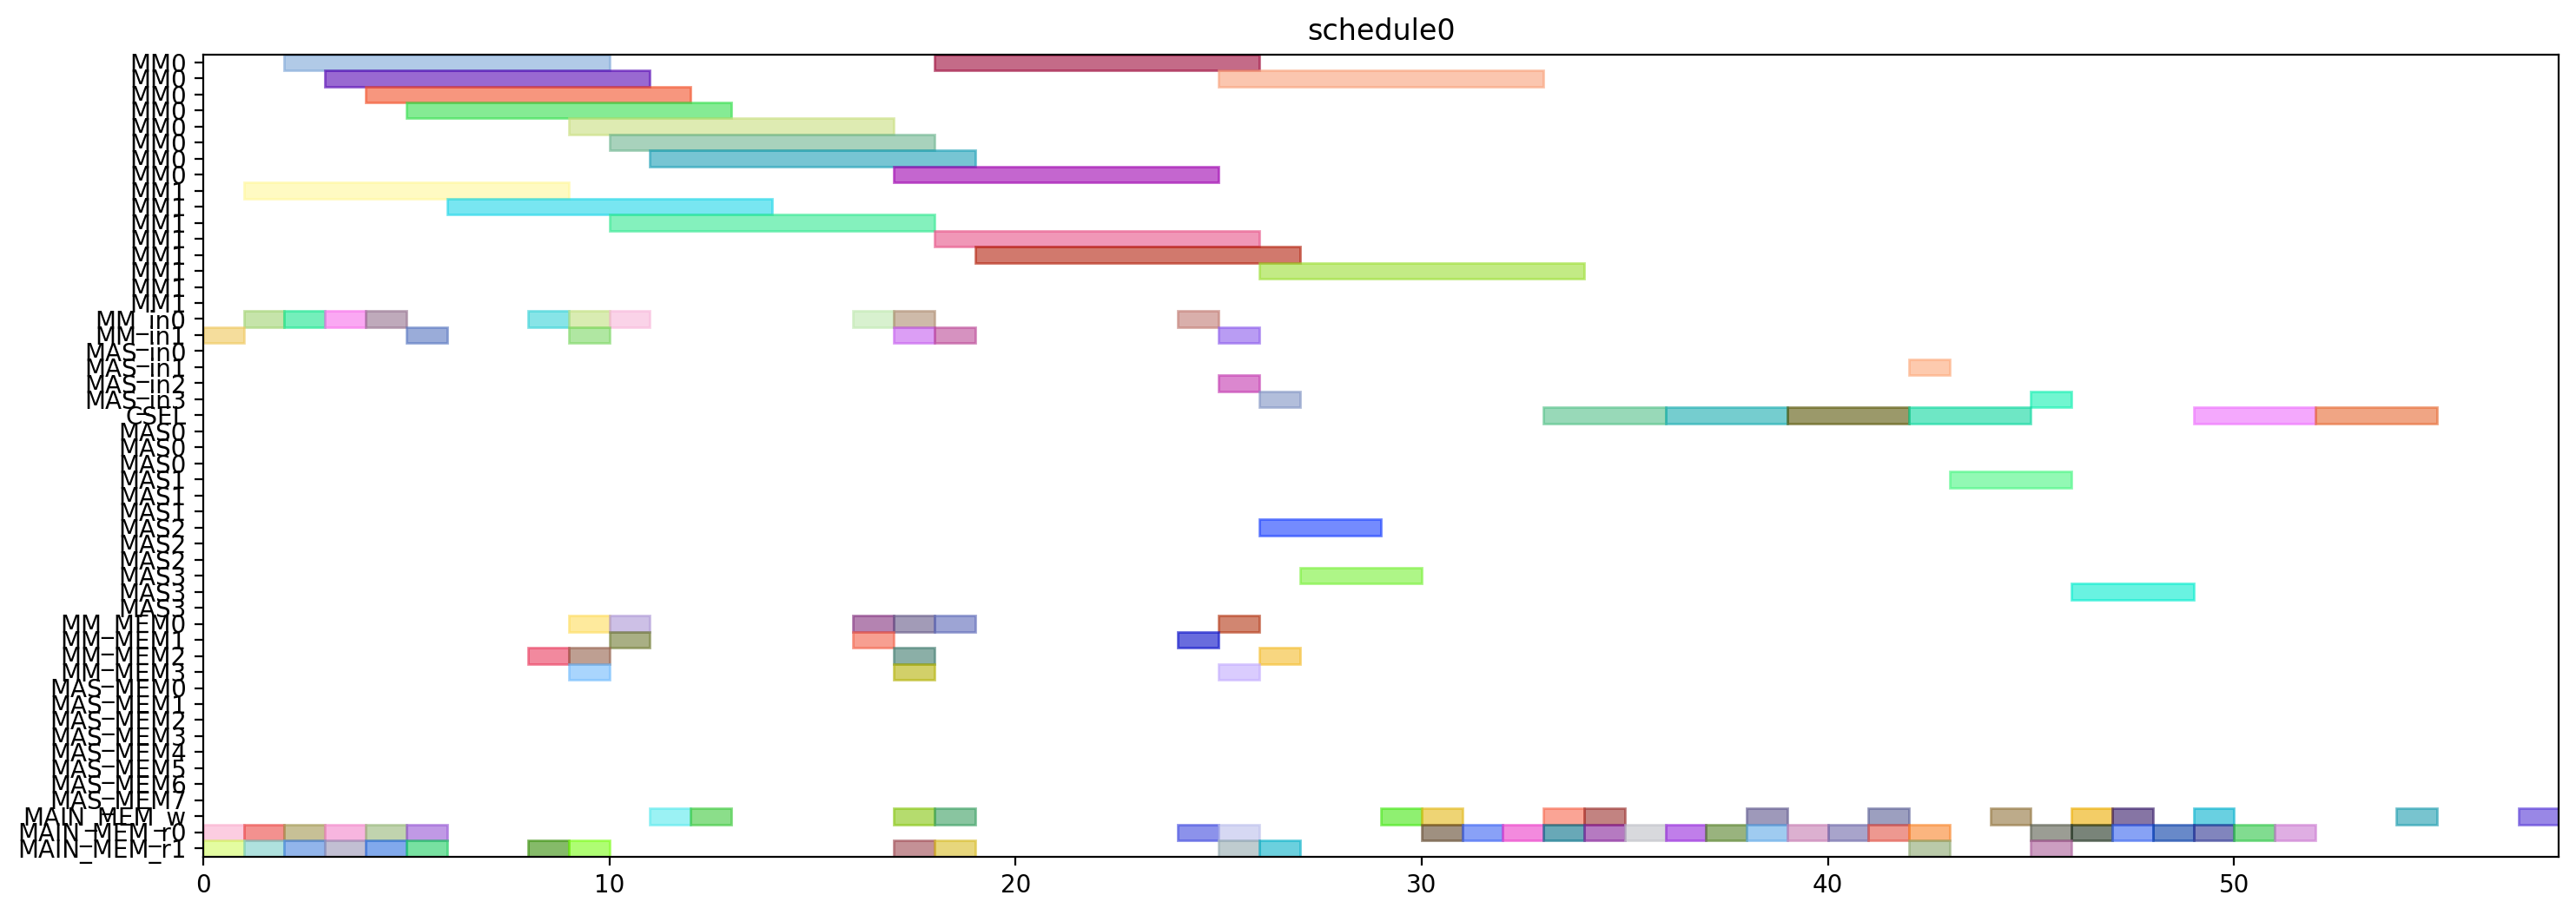 schedule0
MM0
MM0
MM0
MM0
MM0
MM0
MM0
MM0
MM1
MM1
MM1
MM1
MM1
MM1
MM1
MM1
MM_in0
MM_in1
MAS_in0
MAS_in1
MAS_in2
MAS_in3
CSEL
MAS0
MAS0
MAS0
MAS1
MAS1
MAS1
MAS2
MAS2
MAS2
MAS3
MAS3
MAS3
MM_MEM0
MM_MEM1
MM_MEM2
MM_MEM3
MAS_MEM0
MAS_MEM1
MAS_MEM2
MAS_MEM3
MAS_MEM4
MAS_MEM5
MAS_MEM6
MAS_MEM7
MAIN_MEM_w
MAIN_MEM_r0
MAIN_MEM_r1
0 10 20 30 40 50